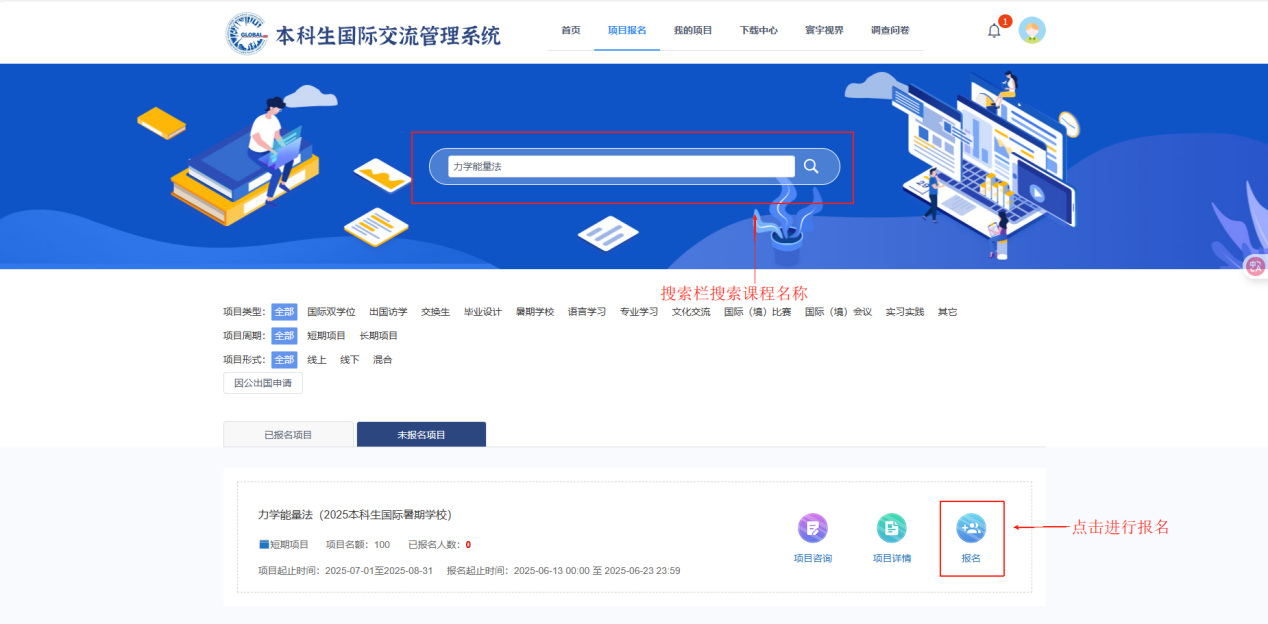 GLOBAL
本科生国际交流管理系统
首页 项目报名 我的项目 下载中心 寰宇视界 调查问卷
1
力学能量法
搜索栏搜索课程名称
项目类型: 全部 国际双学位 出国访学 交换生 毕业设计 暑期学校 语言学习 专业学习 文化交流 国际（境）比赛 国际（境）会议 实习实践 其它
项目周期: 全部 短期项目 长期项目
项目形式: 全部 线上 线下 混合
因公出国申请
已报名项目 未报名项目
力学能量法（2025本科生国际暑期学校）
短期项目 项目名额: 100 已报名人数: 0
项目起止时间: 2025-07-01至2025-08-31 报名起止时间: 2025-06-13 00:00 至 2025-06-23 23:59
项目咨询 项目详情 报名
点击进行报名